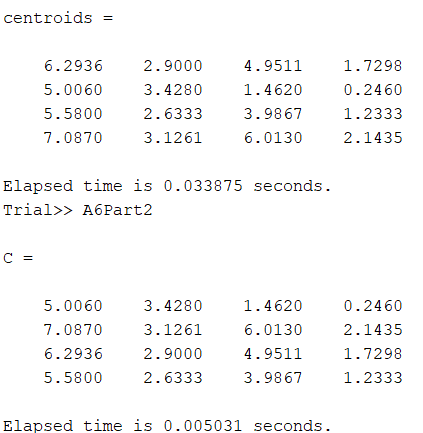 centroids =
6.2936 2.9000 4.9511 1.7298
5.0060 3.4280 1.4620 0.2460
5.5800 2.6333 3.9867 1.2333
7.0870 3.1261 6.0130 2.1435
Elapsed time is 0.033875 seconds.
Trial>> A6Part2
C =
5.0060 3.4280 1.4620 0.2460
7.0870 3.1261 6.0130 2.1435
6.2936 2.9000 4.9511 1.7298
5.5800 2.6333 3.9867 1.2333
Elapsed time is 0.005031 seconds.